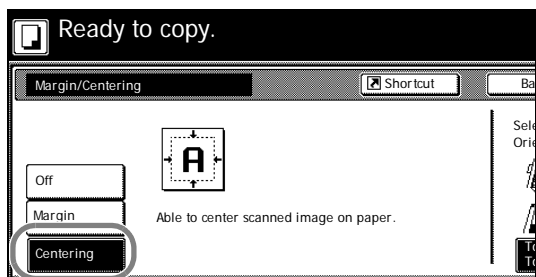 Ready to copy.
Margin/Centering
Shortcut
Off
A
Margin
Able to center scanned image on paper.
Centering